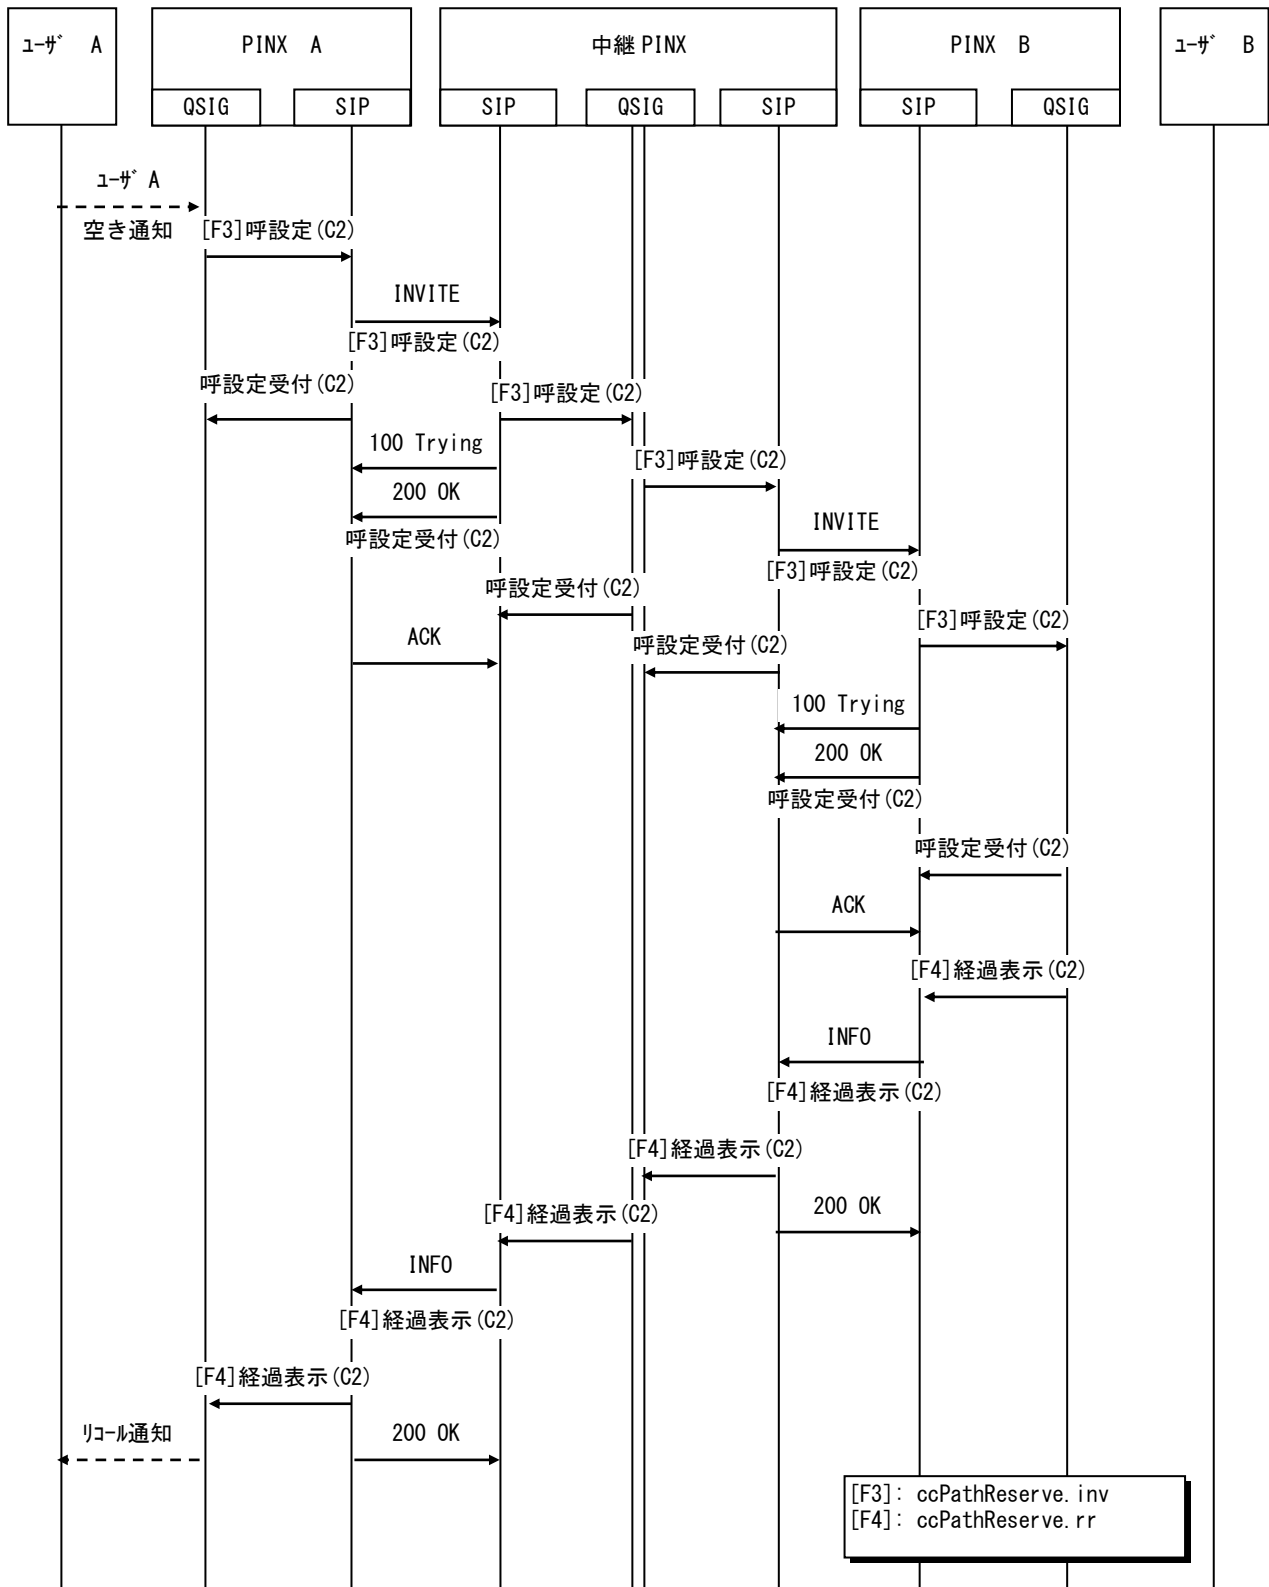 ﾕｰｻﾞ A
PINX A
中継 PINX
PINX B
ﾕｰｻﾞ B
QSIG
SIP
SIP
QSIG
SIP
SIP
QSIG
ﾕｰｻﾞ A
空き通知
[F3]呼設定(C2)
INVITE
[F3]呼設定(C2)
呼設定受付(C2)
[F3]呼設定(C2)
100 Trying
[F3]呼設定(C2)
200 OK
INVITE
呼設定受付(C2)
[F3]呼設定(C2)
呼設定受付(C2)
[F3]呼設定(C2)
ACK
呼設定受付(C2)
100 Trying
200 OK
呼設定受付(C2)
呼設定受付(C2)
ACK
[F4]経過表示(C2)
INFO
[F4]経過表示(C2)
[F4]経過表示(C2)
200 OK
[F4]経過表示(C2)
INFO
[F4]経過表示(C2)
[F4]経過表示(C2)
ﾘｺｰﾙ通知
200 OK
[F3]: ccPathReserve.inv
[F4]: ccPathReserve.rr